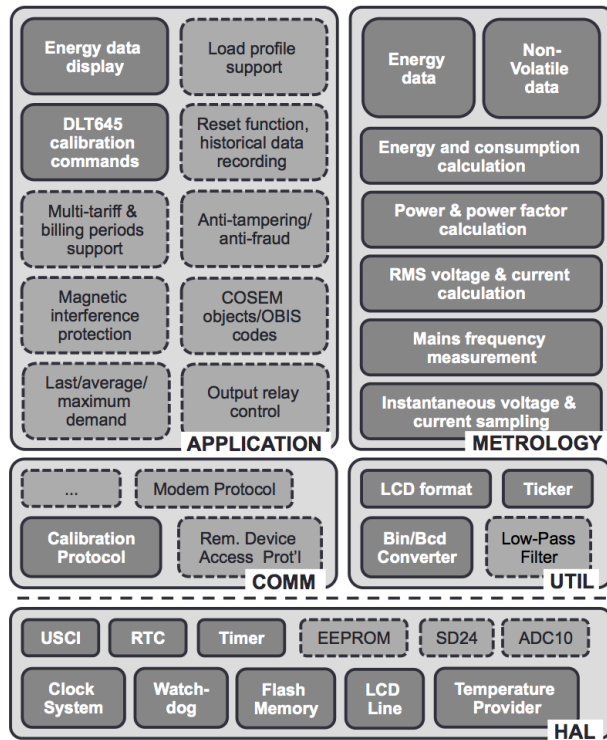 Energy data
display
Load profile
support
DLT645
calibration
commands
Reset function,
historical data
recording
Multi-tariff &
billing periods
support
Anti-tampering/
anti-fraud
Magnetic
interference
protection
COSEM
objects/OBIS
codes
Last/average/
maximum
demand
Output relay
control
APPLICATION
Energy
data
Non-
Volatile
data
Energy and consumption
calculation
Power & power factor
calculation
RMS voltage & current
calculation
Mains frequency
measurement
Instantaneous voltage &
current sampling
METROLOGY
...
Modem Protocol
Calibration
Protocol
Rem. Device
Access Prot'l
COMM
LCD format
Ticker
Bin/Bcd
Converter
Low-Pass
Filter
UTIL
USCI
RTC
Timer
EEPROM
SD24
ADC10
Clock
System
Watch-
dog
Flash
Memory
LCD
Line
Temperature
Provider
HAL